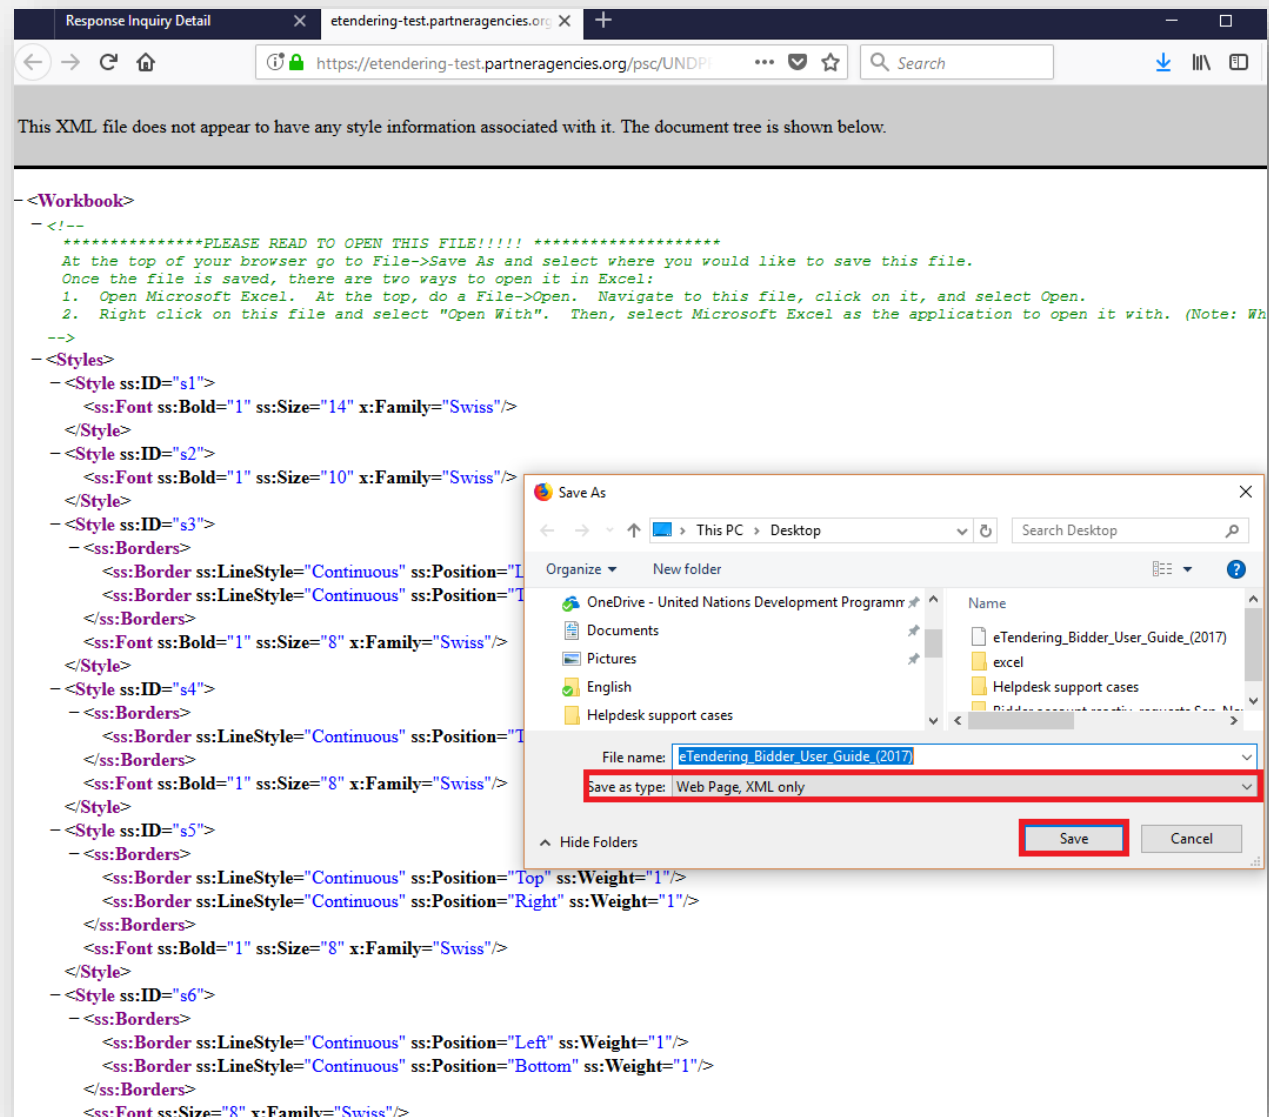 Response Inquiry Detail
etendering-test.partneragencies.org
https://etendering-test.partneragencies.org/psc/UNDP
Search
This XML file does not appear to have any style information associated with it. The document tree is shown below.
− <Workbook>
− <!--
***************PLEASE READ TO OPEN THIS FILE!!!!! ********************
At the top of your browser go to File->Save As and select where you would like to save this file.
Once the file is saved, there are two ways to open it in Excel:
1. Open Microsoft Excel. At the top, do a File->Open. Navigate to this file, click on it, and select Open.
2. Right click on this file and select "Open With". Then, select Microsoft Excel as the application to open it with. (Note: Wh
-->
− <Styles>
− <Style ss:ID="s1">
<ss:Font ss:Bold="1" ss:Size="14" x:Family="Swiss"/>
</Style>
− <Style ss:ID="s2">
<ss:Font ss:Bold="1" ss:Size="10" x:Family="Swiss"/>
</Style>
− <Style ss:ID="s3">
− <ss:Borders>
<ss:Border ss:LineStyle="Continuous" ss:Position="L
<ss:Border ss:LineStyle="Continuous" ss:Position="T
</ss:Borders>
<ss:Font ss:Bold="1" ss:Size="8" x:Family="Swiss"/>
</Style>
− <Style ss:ID="s4">
− <ss:Borders>
<ss:Border ss:LineStyle="Continuous" ss:Position="T
</ss:Borders>
<ss:Font ss:Bold="1" ss:Size="8" x:Family="Swiss"/>
</Style>
− <Style ss:ID="s5">
− <ss:Borders>
<ss:Border ss:LineStyle="Continuous" ss:Position="Top" ss:Weight="1"/>
<ss:Border ss:LineStyle="Continuous" ss:Position="Right" ss:Weight="1"/>
</ss:Borders>
<ss:Font ss:Bold="1" ss:Size="8" x:Family="Swiss"/>
</Style>
− <Style ss:ID="s6">
− <ss:Borders>
<ss:Border ss:LineStyle="Continuous" ss:Position="Left" ss:Weight="1"/>
<ss:Border ss:LineStyle="Continuous" ss:Position="Bottom" ss:Weight="1"/>
</ss:Borders>
<ss:Font ss:Size="8" x:Family="Swiss"/>
Save As
This PC > Desktop
Search Desktop
Organize
New folder
OneDrive - United Nations Development Programm
Documents
Pictures
English
Helpdesk support cases
Name
eTendering_Bidder_User_Guide_(2017)
excel
Helpdesk support cases
File name: eTendering_Bidder_User_Guide_(2017)
Save as type: Web Page, XML only
Hide Folders
Save
Cancel